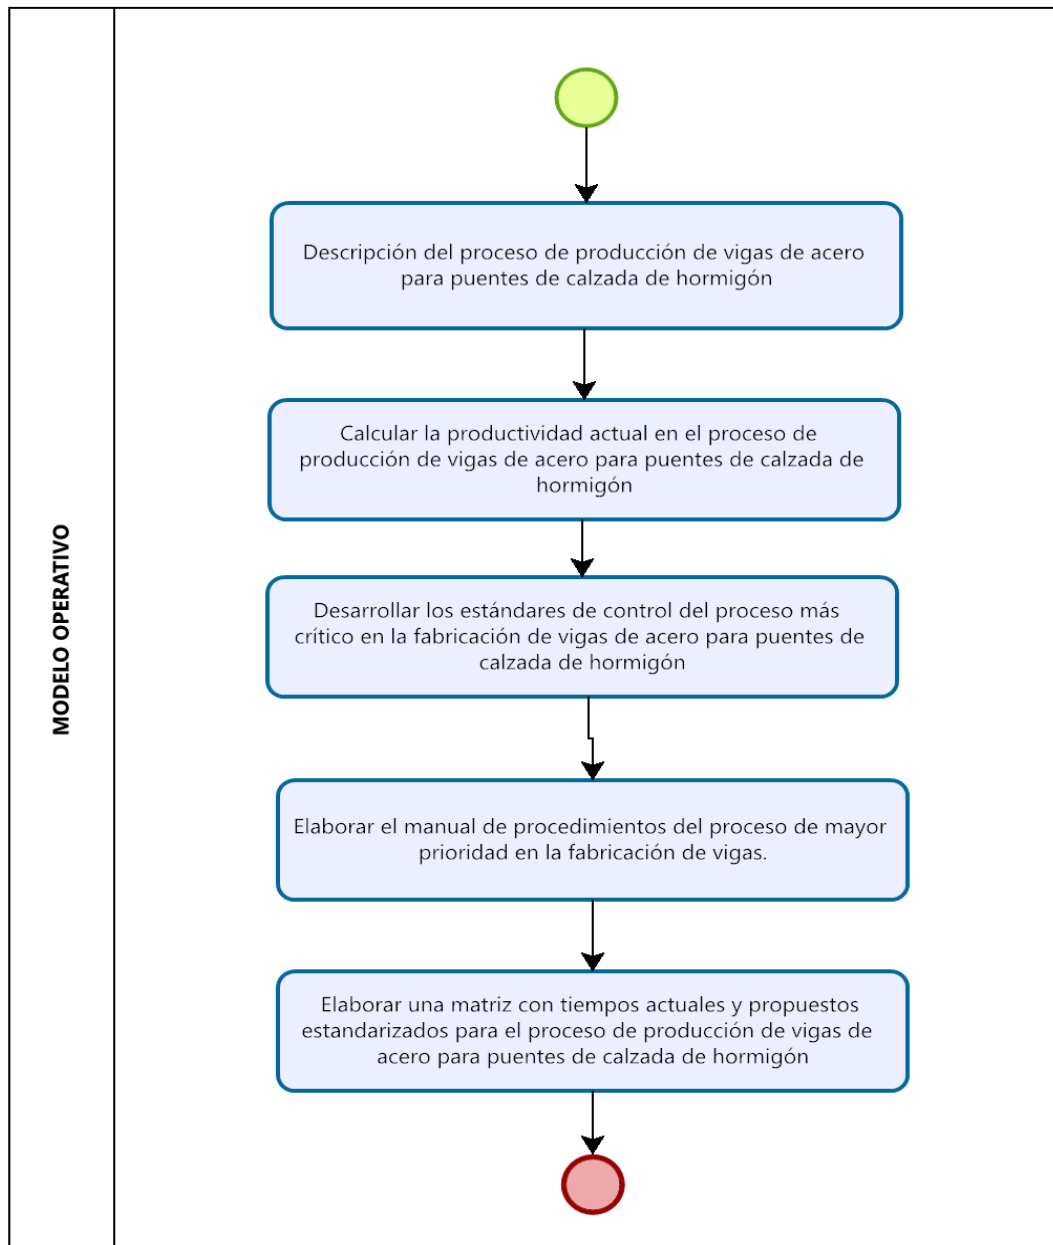 MODELO OPERATIVO
Descripción del proceso de producción de vigas de acero
para puentes de calzada de hormigón
Calcular la productividad actual en el proceso de
producción de vigas de acero para puentes de calzada de
hormigón
Desarrollar los estándares de control del proceso más
crítico en la fabricación de vigas de acero para puentes de
calzada de hormigón
Elaborar el manual de procedimientos del proceso de mayor
prioridad en la fabricación de vigas.
Elaborar una matriz con tiempos actuales y propuestos
estandarizados para el proceso de producción de vigas de
acero para puentes de calzada de hormigón